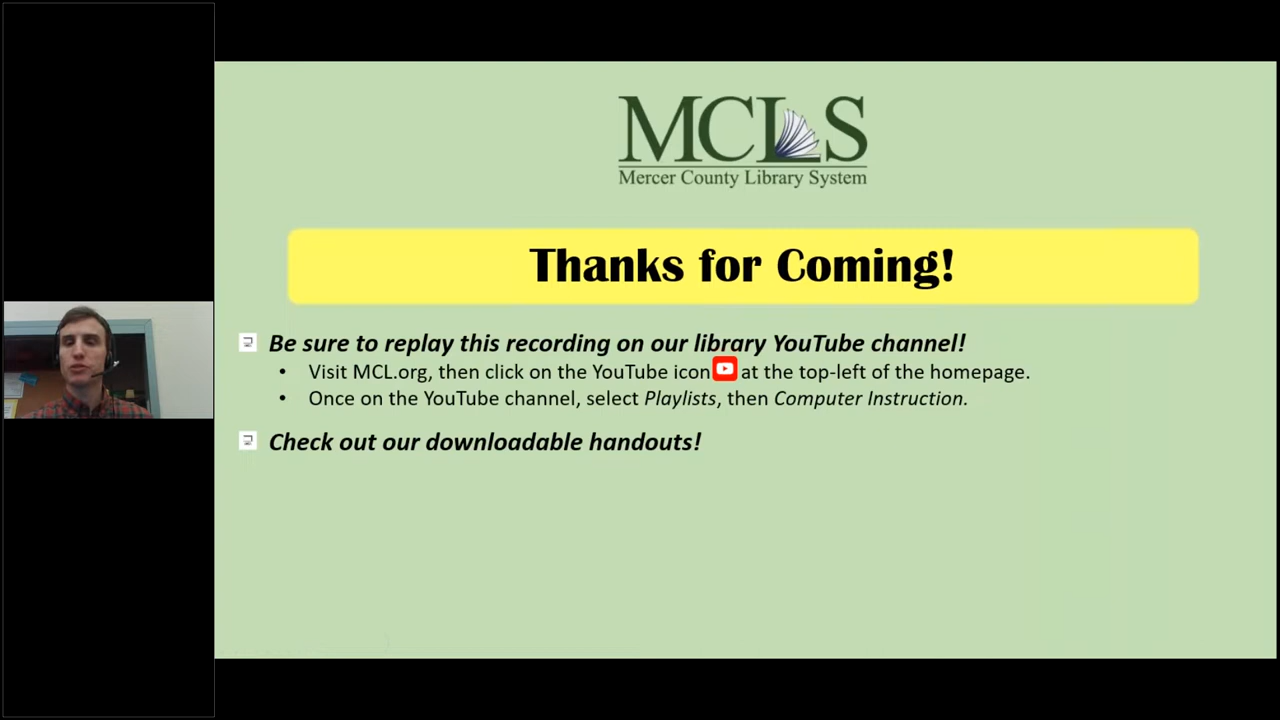 MCLS
Mercer County Library System
Thanks for Coming!
Be sure to replay this recording on our library YouTube channel!
• Visit MCL.org, then click on the YouTube icon at the top-left of the homepage.
• Once on the YouTube channel, select Playlists, then Computer Instruction.
Check out our downloadable handouts!